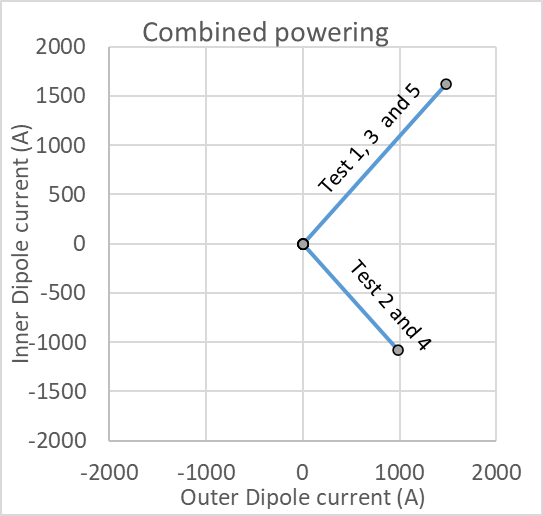 Combined powering
2000
1500
1000
500
0
-500
-1000
-1500
-2000
Inner Dipole current (A)
Test 1, 3 and 5
Test 2 and 4
-2000 -1000 0 1000 2000
Outer Dipole current (A)